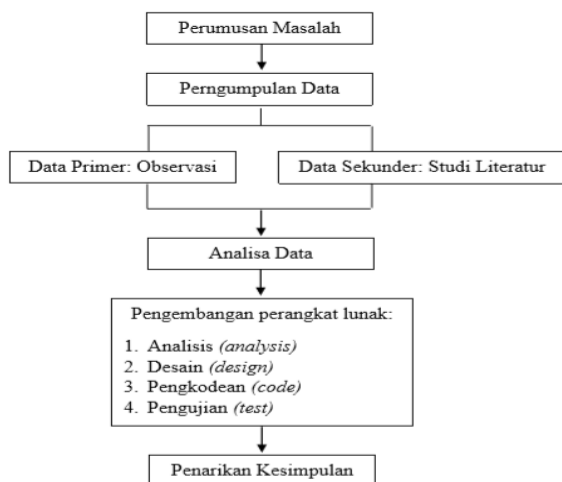 Perumusan Masalah
Perngumpulan Data
Data Primer: Observasi
Data Sekunder: Studi Literatur
Analisa Data
Pengembangan perangkat lunak:
1. Analisis (analysis)
2. Desain (design)
3. Pengkodean (code)
4. Pengujian (test)
Penarikan Kesimpulan